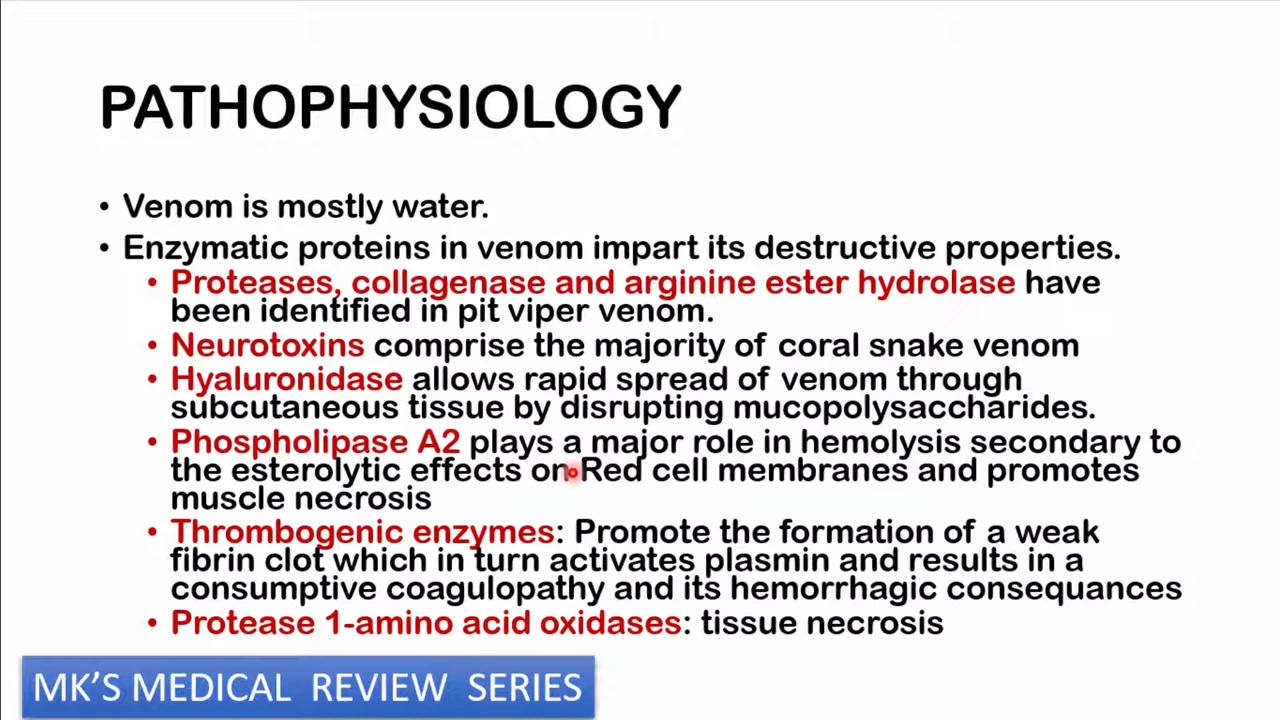 PATHOPHYSIOLOGY
• Venom is mostly water.
• Enzymatic proteins in venom impart its destructive properties.
• Proteases, collagenase and arginine ester hydrolase have
been identified in pit viper venom.
• Neurotoxins comprise the majority of coral snake venom
• Hyaluronidase allows rapid spread of venom through
subcutaneous tissue by disrupting mucopolysaccharides.
• Phospholipase A2 plays a major role in hemolysis secondary to
the esterolytic effects on Red cell membranes and promotes
muscle necrosis
• Thrombogenic enzymes: Promote the formation of a weak
fibrin clot which in turn activates plasmin and results in a
consumptive coagulopathy and its hemorrhagic consequances
• Protease 1-amino acid oxidases: tissue necrosis
MK'S MEDICAL REVIEW SERIES